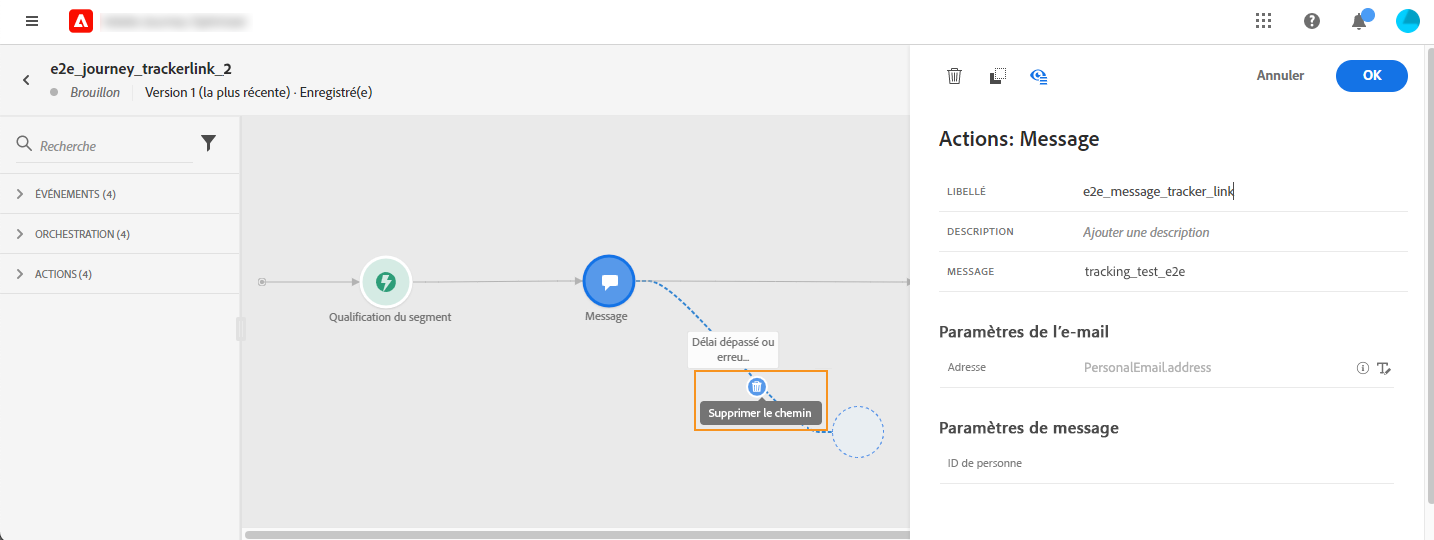 e2e_journey_trackerlink_2
Brouillon
Version 1 (la plus récente) · Enregistré(e)
Annuler
OK
Recherche
ÉVÉNEMENTS (4)
ORCHESTRATION (4)
ACTIONS (4)
Qualification du segment
Message
Délai dépassé ou
erreu...
Supprimer le chemin
Actions: Message
LIBELLÉ
e2e_message_tracker_link
DESCRIPTION
Ajouter une description
MESSAGE
tracking_test_e2e
Paramètres de l'e-mail
Adresse
PersonalEmail.address
Paramètres de message
ID de personne